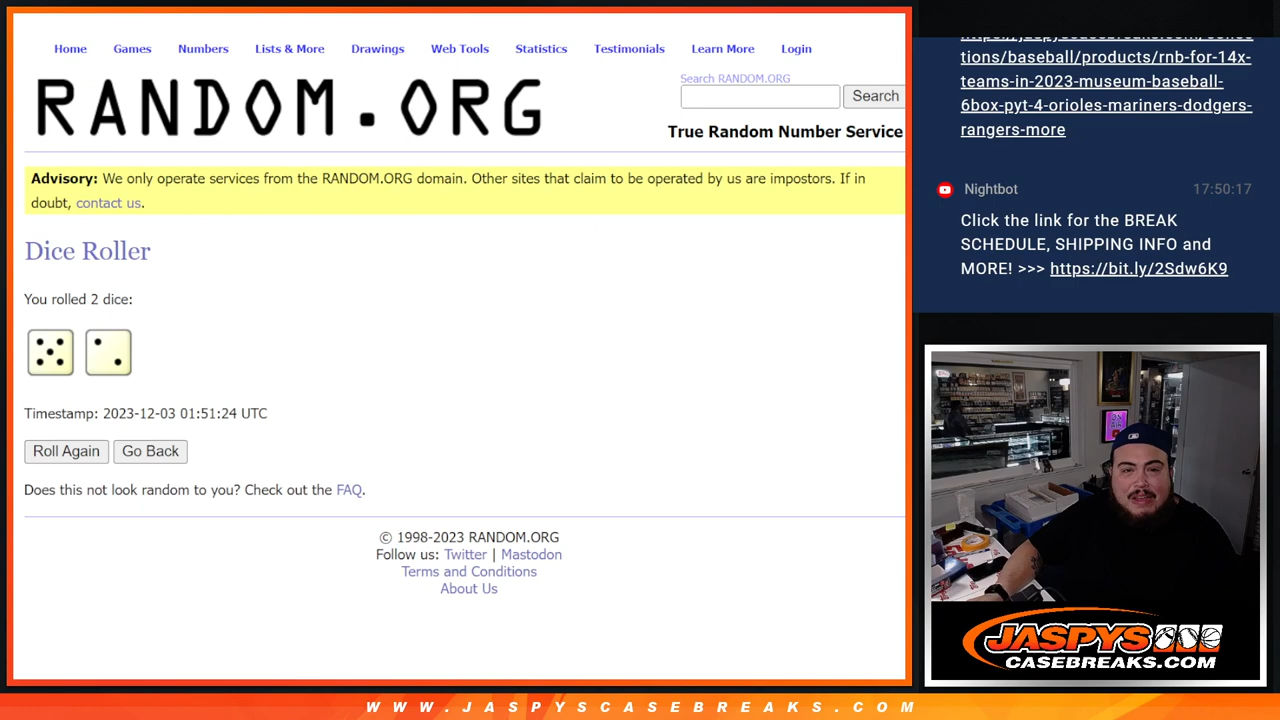 Home Games Numbers Lists & More Drawings Web Tools Statistics Testimonials Learn More Login
RANDOM.ORG
Search RANDOM.ORG
Search
True Random Number Service
Advisory: We only operate services from the RANDOM.ORG domain. Other sites that claim to be operated by us are impostors. If in
doubt, contact us.
Dice Roller
You rolled 2 dice:
Timestamp: 2023-12-03 01:51:24 UTC
Roll Again Go Back
Does this not look random to you? Check out the FAQ.
© 1998-2023 RANDOM.ORG
Follow us: Twitter | Mastodon
Terms and Conditions
About Us
tions/baseball/products/rnb-for-14x-
teams-in-2023-museum-baseball-
6box-pyt-4-orioles-mariners-dodgers-
rangers-more
Nightbot 17:50:17
Click the link for the BREAK
SCHEDULE, SHIPPING INFO and
MORE! >>> https://bit.ly/2Sdw6K9
JASPYS
CASEBREAKS.COM
WWW.JASPYSCASEBREAKS.COM